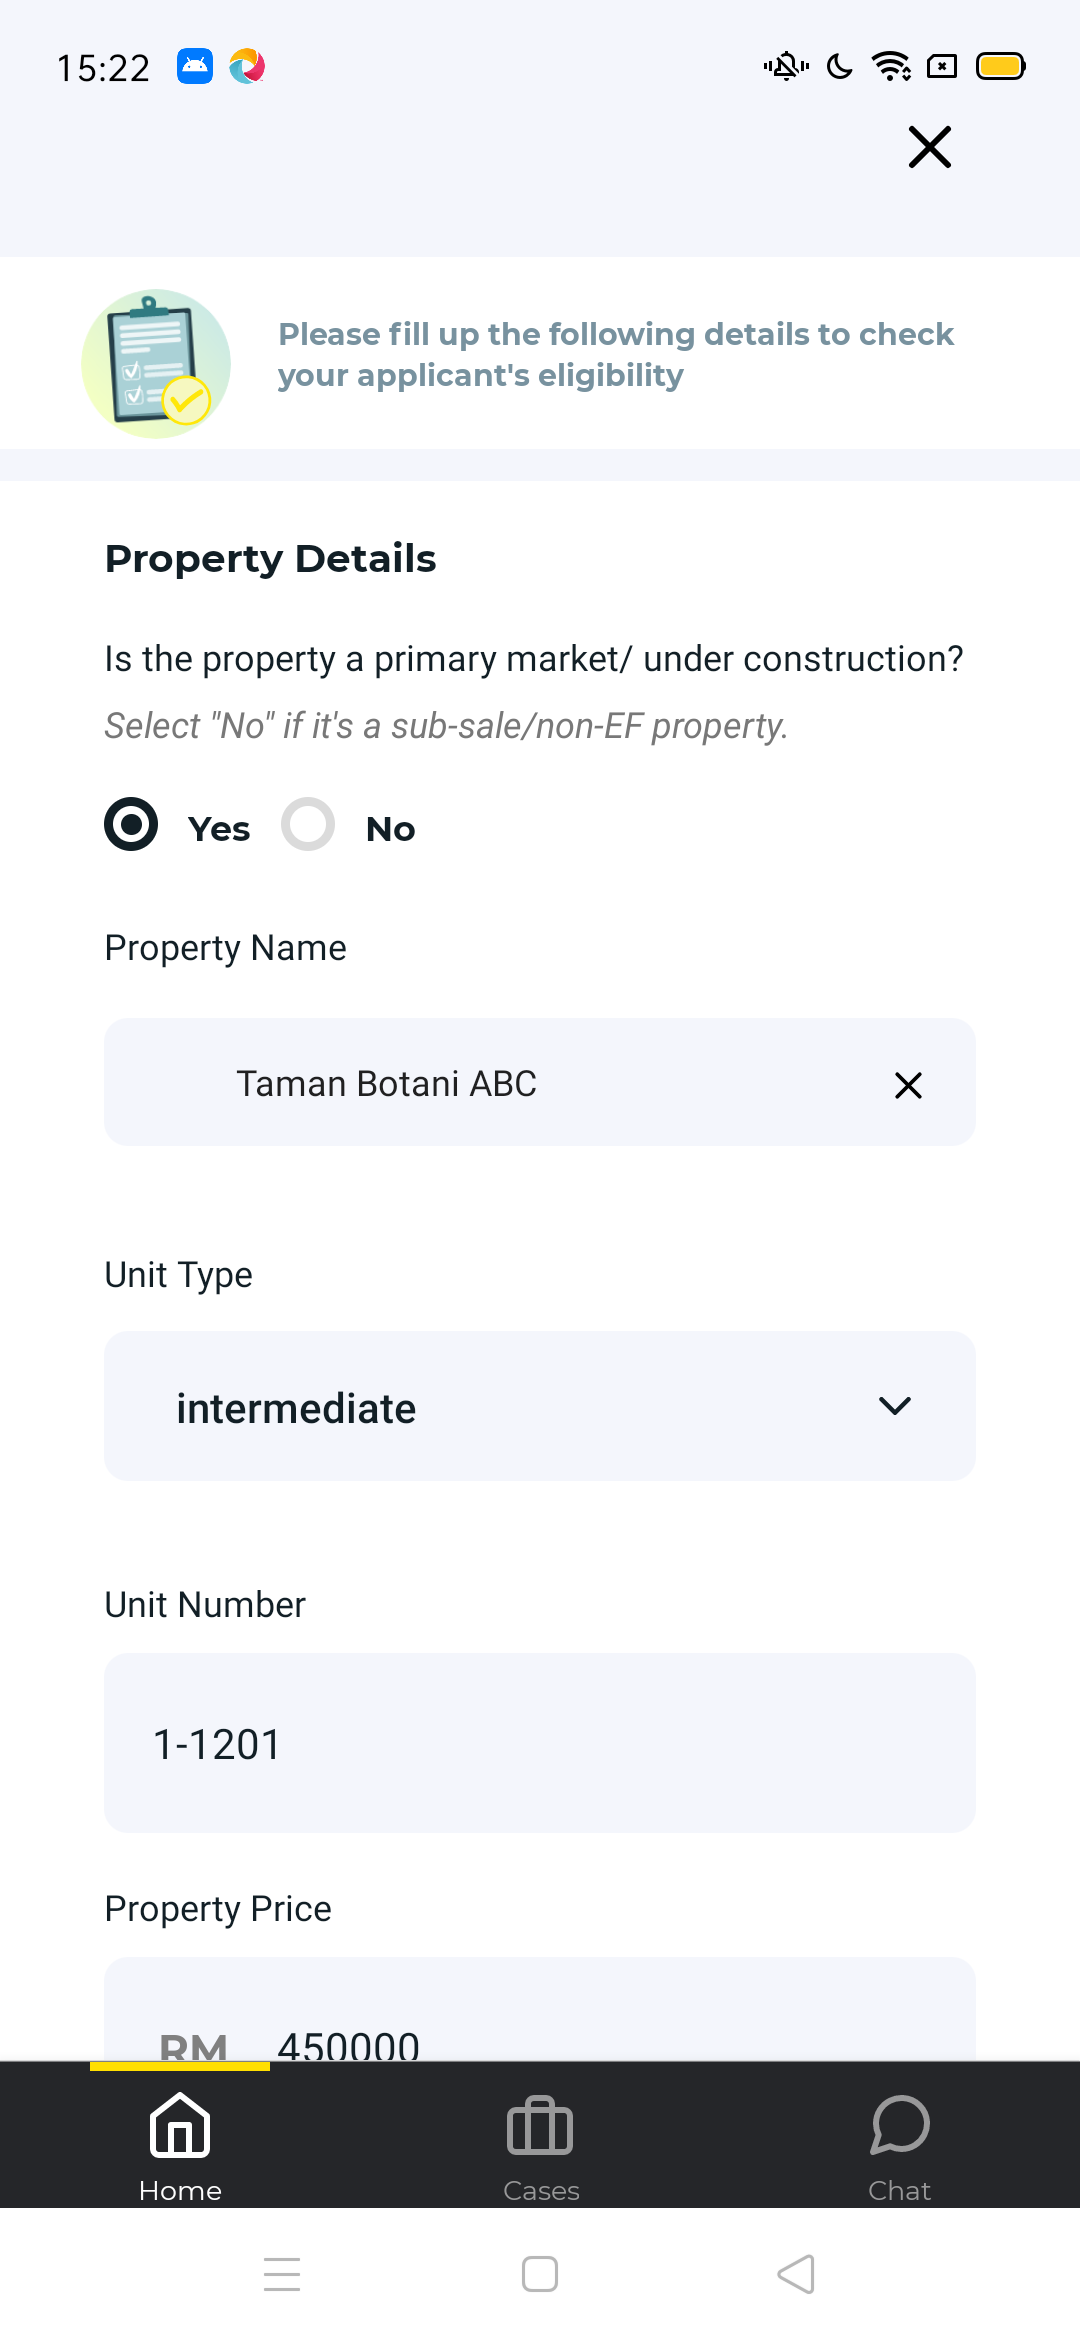 15:22
Please fill up the following details to check
your applicant's eligibility
Property Details
Is the property a primary market/ under construction?
Select "No" if it's a sub-sale/non-EF property.
Yes No
Property Name
Taman Botani ABC
Unit Type
intermediate
Unit Number
1-1201
Property Price
RM 450000
Home Cases Chat